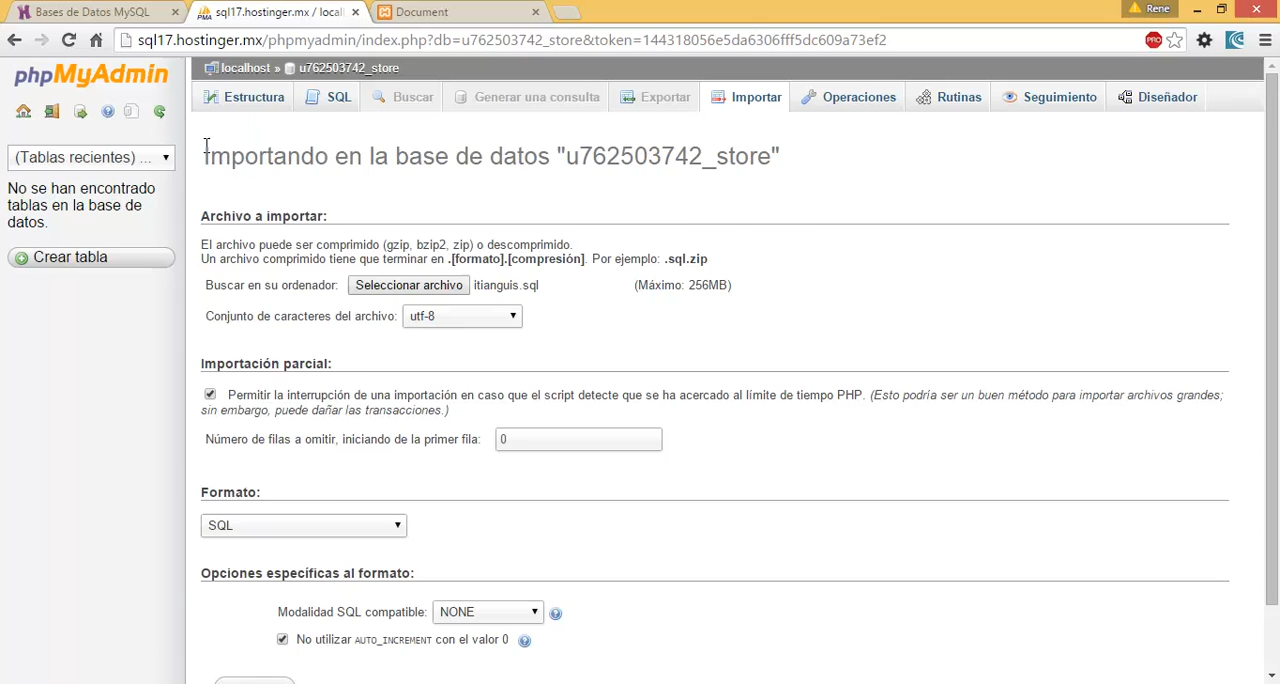 Bases de Datos MySQL
sql17.hostinger.mx / locall
Document
Rene
sql17.hostinger.mx/phpmyadmin/index.php?db=u762503742_store&token=144318056e5da6306fff5dc609a73ef2
PRO
phpMyAdmin
localhost » u762503742_store
Estructura SQL Buscar Generar una consulta Exportar Importar Operaciones Rutinas Seguimiento Diseñador
(Tablas recientes) ...
No se han encontrado
tablas en la base de
datos.
Crear tabla
Importando en la base de datos "u762503742_store"
Archivo a importar:
El archivo puede ser comprimido (gzip, bzip2, zip) o descomprimido.
Un archivo comprimido tiene que terminar en .[formato].[compresión]. Por ejemplo: .sql.zip
Buscar en su ordenador: Seleccionar archivo itianguis.sql (Máximo: 256MB)
Conjunto de caracteres del archivo: utf-8
Importación parcial:
Permitir la interrupción de una importación en caso que el script detecte que se ha acercado al límite de tiempo PHP. (Esto podría ser un buen método para importar archivos grandes;
sin embargo, puede dañar las transacciones.)
Número de filas a omitir, iniciando de la primer fila: 0
Formato:
SQL
Opciones específicas al formato:
Modalidad SQL compatible: NONE
No utilizar AUTO_INCREMENT con el valor 0